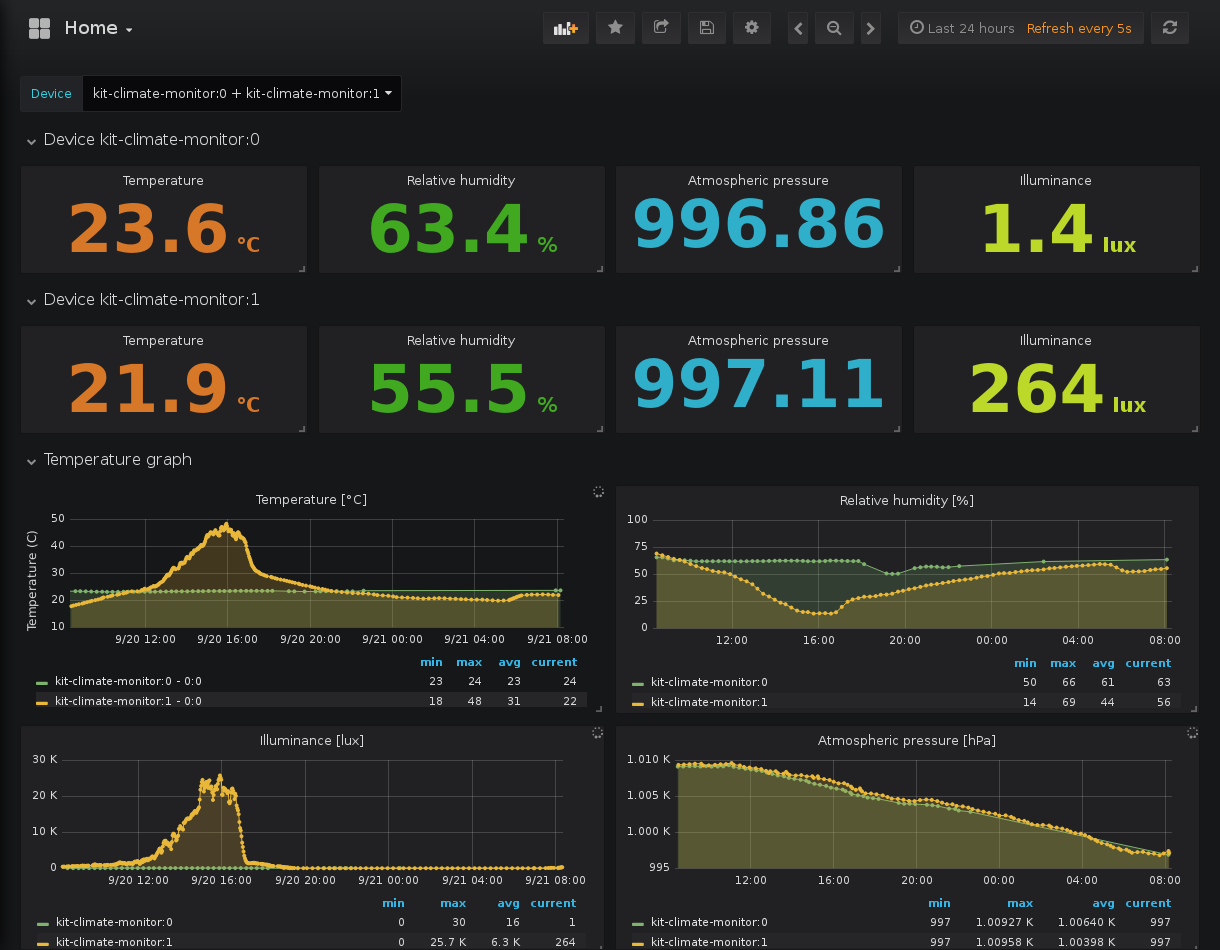 Home
Last 24 hours Refresh every 5s
Device kit-climate-monitor:0 + kit-climate-monitor:1
Device kit-climate-monitor:0
Temperature Relative humidity Atmospheric pressure Illuminance
23.6 °C 63.4 % 996.86 1.4 lux
Device kit-climate-monitor:1
Temperature Relative humidity Atmospheric pressure Illuminance
21.9 °C 55.5 % 997.11 264 lux
Temperature graph
Temperature [°C]
Temperature (C)
50
40
30
20
10
9/20 12:00 9/20 16:00 9/20 20:00 9/21 00:00 9/21 04:00 9/21 08:00
min max avg current
kit-climate-monitor:0 - 0:0 23 24 23 24
kit-climate-monitor:1 - 0:0 18 48 31 22
Relative humidity [%]
100
75
50
25
0
12:00 16:00 20:00 00:00 04:00 08:00
min max avg current
kit-climate-monitor:0 50 66 61 63
kit-climate-monitor:1 14 69 44 56
Illuminance [lux]
30 K
20 K
10 K
0
9/20 12:00 9/20 16:00 9/20 20:00 9/21 00:00 9/21 04:00 9/21 08:00
min max avg current
kit-climate-monitor:0 0 30 16 1
kit-climate-monitor:1 0 25.7 K 6.3 K 264
Atmospheric pressure [hPa]
1.010 K
1.005 K
1.000 K
995
12:00 16:00 20:00 00:00 04:00 08:00
min max avg current
kit-climate-monitor:0 997 1.00927 K 1.00640 K 997
kit-climate-monitor:1 997 1.00958 K 1.00398 K 997